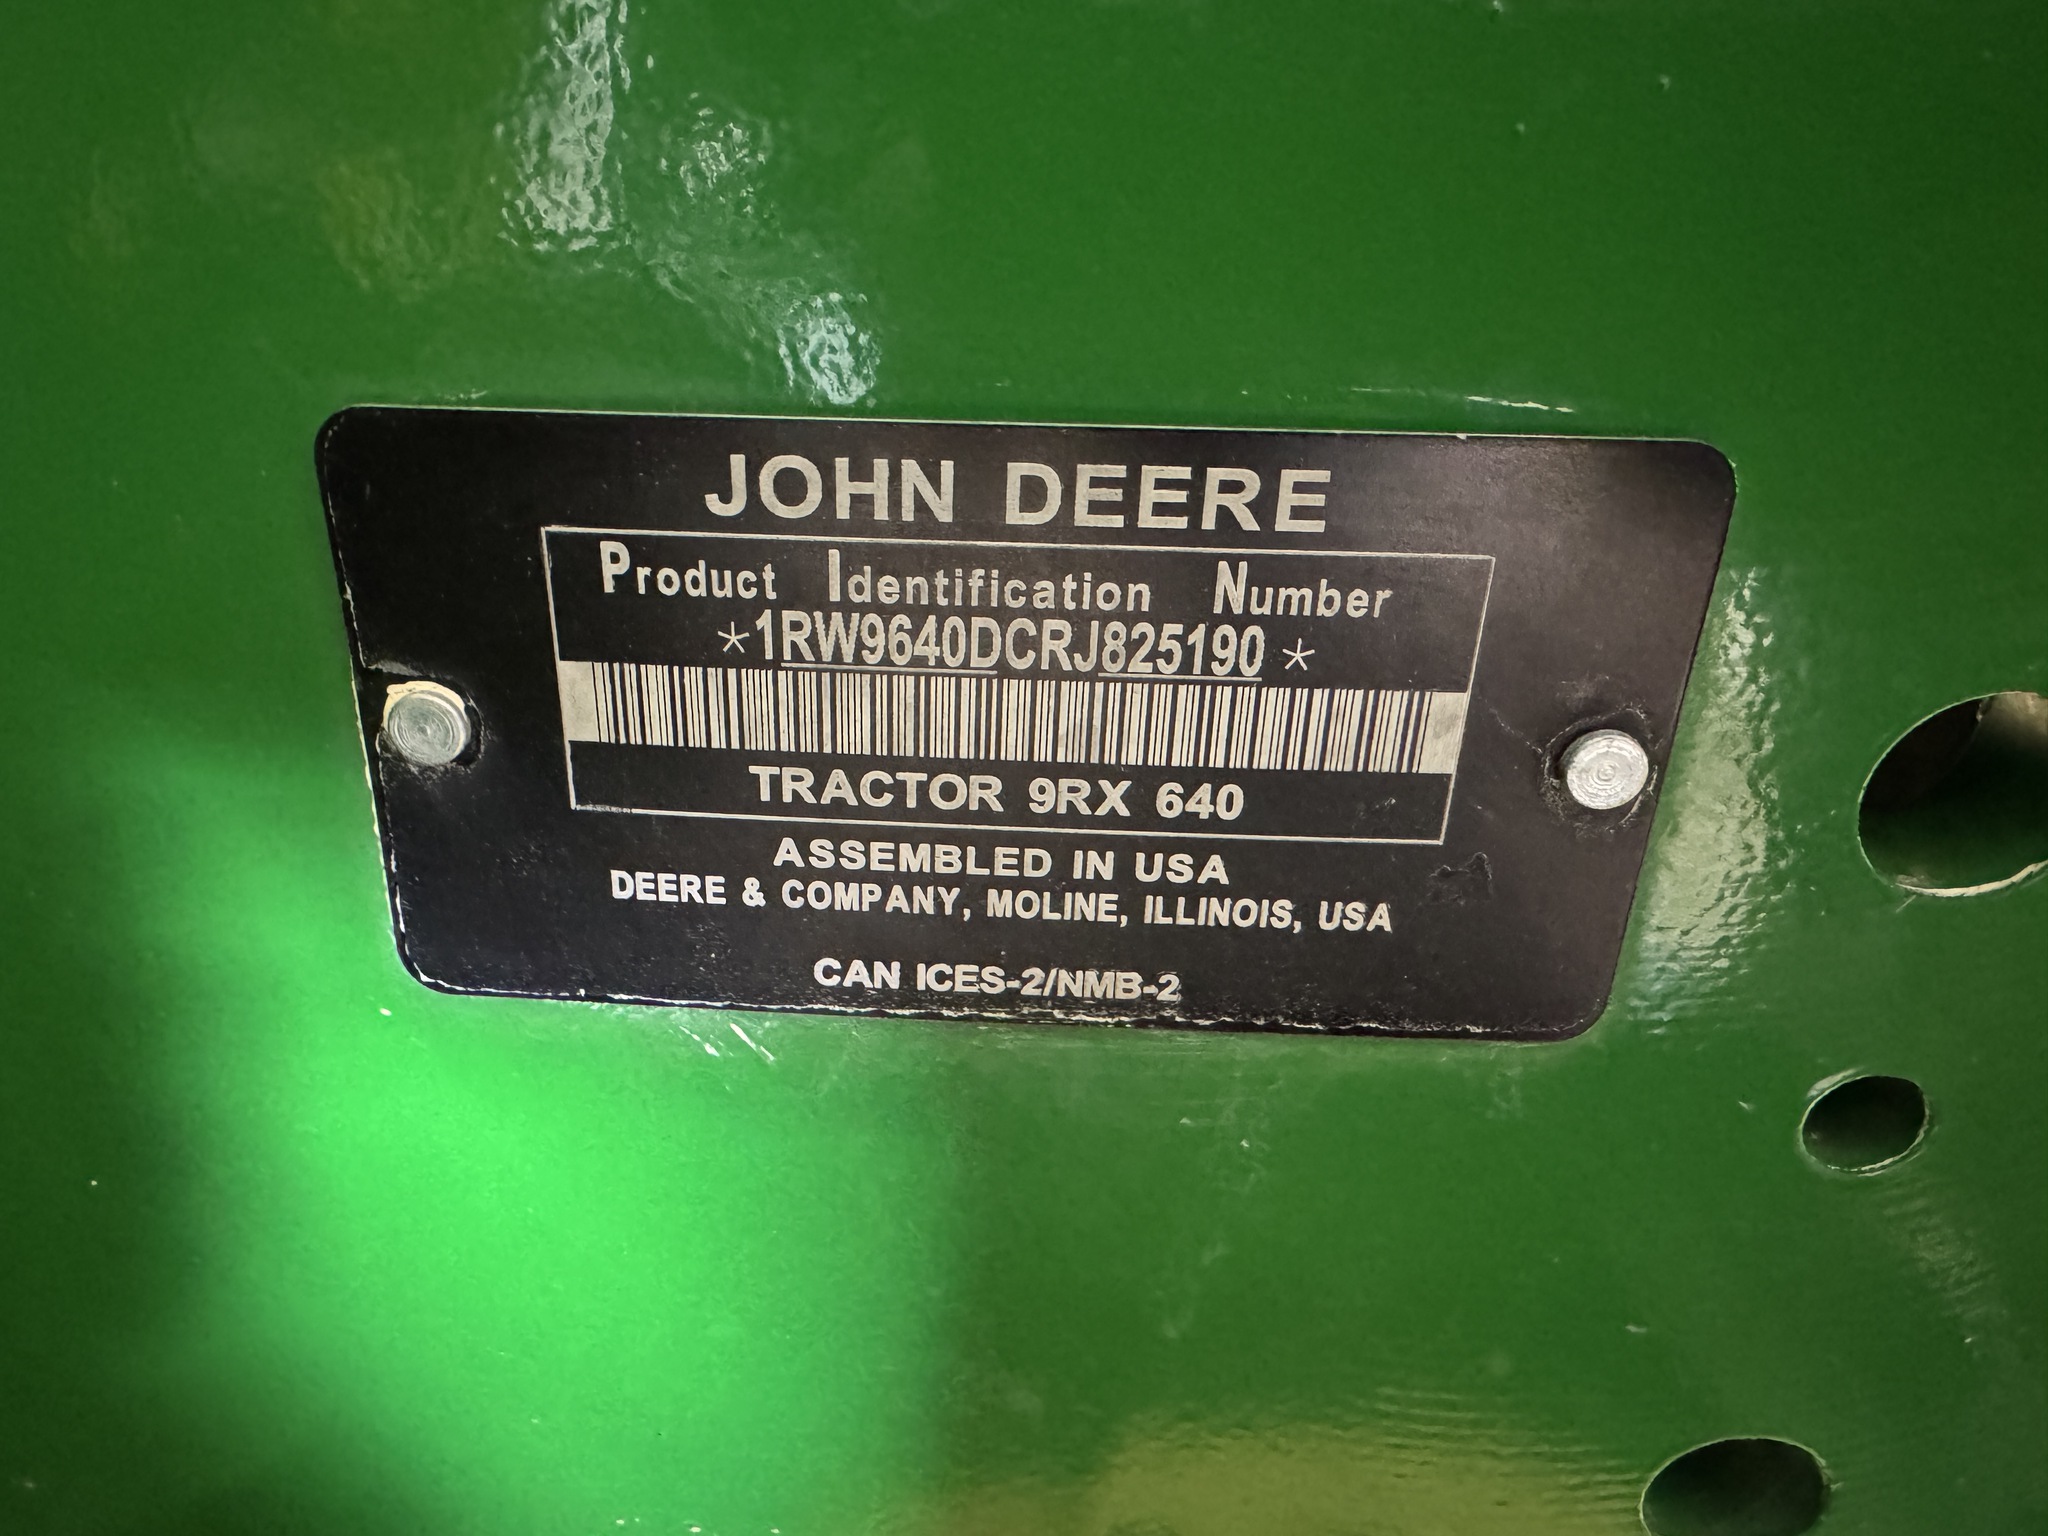 JOHN DEERE
Product Identification Number
*1RW9640DCRJ825190*
TRACTOR 9RX 640
ASSEMBLED IN USA
DEERE & COMPANY, MOLINE, ILLINOIS, USA
CAN ICES-2/NMB-2